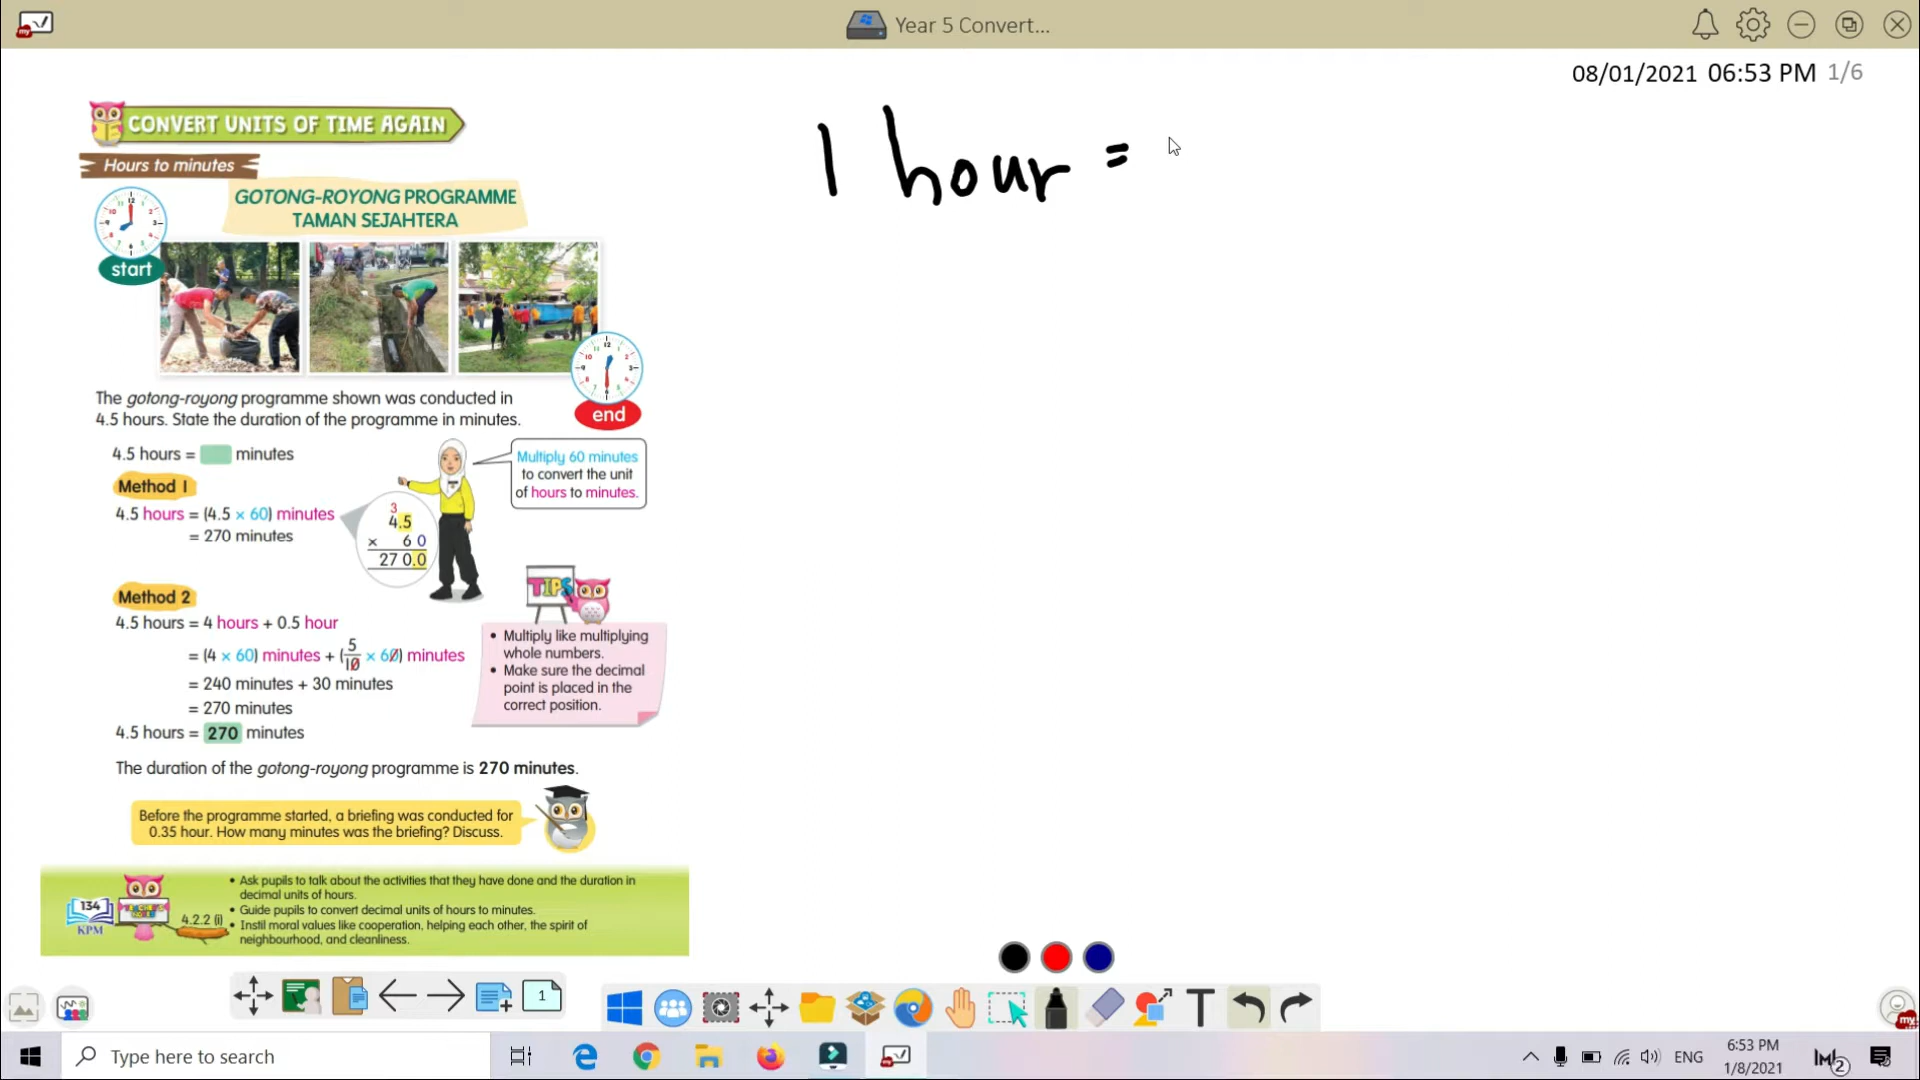 Year 5 Convert...
08/01/2021 06:53 PM 1/6
CONVERT UNITS OF TIME AGAIN
Hours to minutes
GOTONG-ROYONG PROGRAMME
TAMAN SEJAHTERA
start
end
The gotong-royong programme shown was conducted in
4.5 hours. State the duration of the programme in minutes.
4.5 hours = minutes
Multiply 60 minutes
to convert the unit
of hours to minutes.
Method 1
4.5 hours = (4.5 × 60) minutes
= 270 minutes
3
4.5
× 6 0
27 0.0
Method 2
4.5 hours = 4 hours + 0.5 hour
= (4 × 60) minutes + (5/10 × 60) minutes
= 240 minutes + 30 minutes
= 270 minutes
4.5 hours = 270 minutes
TIPS
• Multiply like multiplying
whole numbers.
• Make sure the decimal
point is placed in the
correct position.
The duration of the gotong-royong programme is 270 minutes.
Before the programme started, a briefing was conducted for
0.35 hour. How many minutes was the briefing? Discuss.
134
KPM
4.2.2 (i)
• Ask pupils to talk about the activities that they have done and the duration in
decimal units of hours.
• Guide pupils to convert decimal units of hours to minutes.
• Instil moral values like cooperation, helping each other, the spirit of
neighbourhood, and cleanliness.
1 hour =
1
T
Type here to search
ENG
6:53 PM
1/8/2021
2